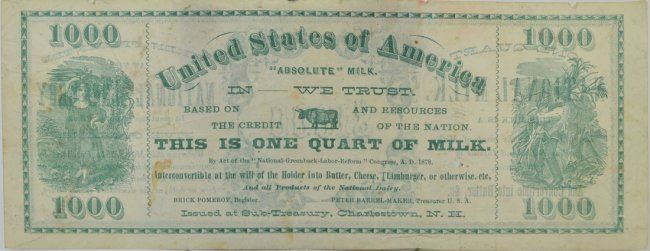 1000
1000
United States of America
"ABSOLUTE" MILK.
IN WE TRUST.
BASED ON AND RESOURCES
THE CREDIT OF THE NATION.
THIS IS ONE QUART OF MILK.
By Act of the "National-Greenback-Labor-Reform" Congress, A. D. 1878.
Interconvertible at the will of the Holder into Butter, Cheese, [Limburger, or otherwise, etc.
And all Products of the National Dairy.
BRICK POMEROY, Register. PETER BARREL-MAKER, Treasurer U. S. A.
Issued at Sub-Treasury, Charlestown, N. H.
1000
1000